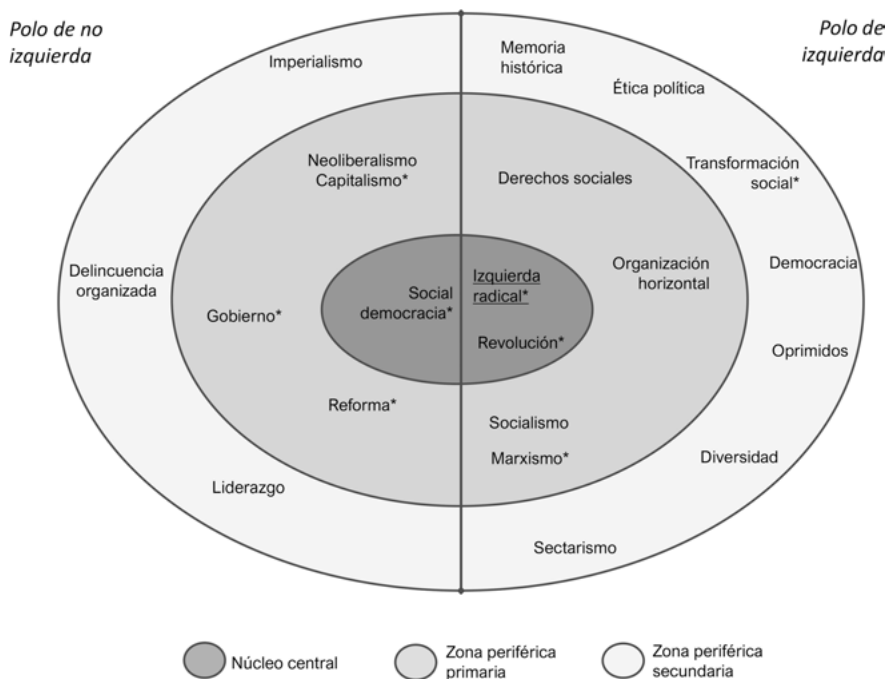 Polo de no
izquierda
Polo de
izquierda
Imperialismo
Memoria
histórica
Ética política
Neoliberalismo
Capitalismo*
Derechos sociales
Transformación
social*
Delincuencia
organizada
Gobierno*
Social
democracia*
Izquierda
radical*
Revolución*
Organización
horizontal
Democracia
Oprimidos
Reforma*
Socialismo
Marxismo*
Diversidad
Liderazgo
Sectarismo
Núcleo central
Zona periférica
primaria
Zona periférica
secundaria